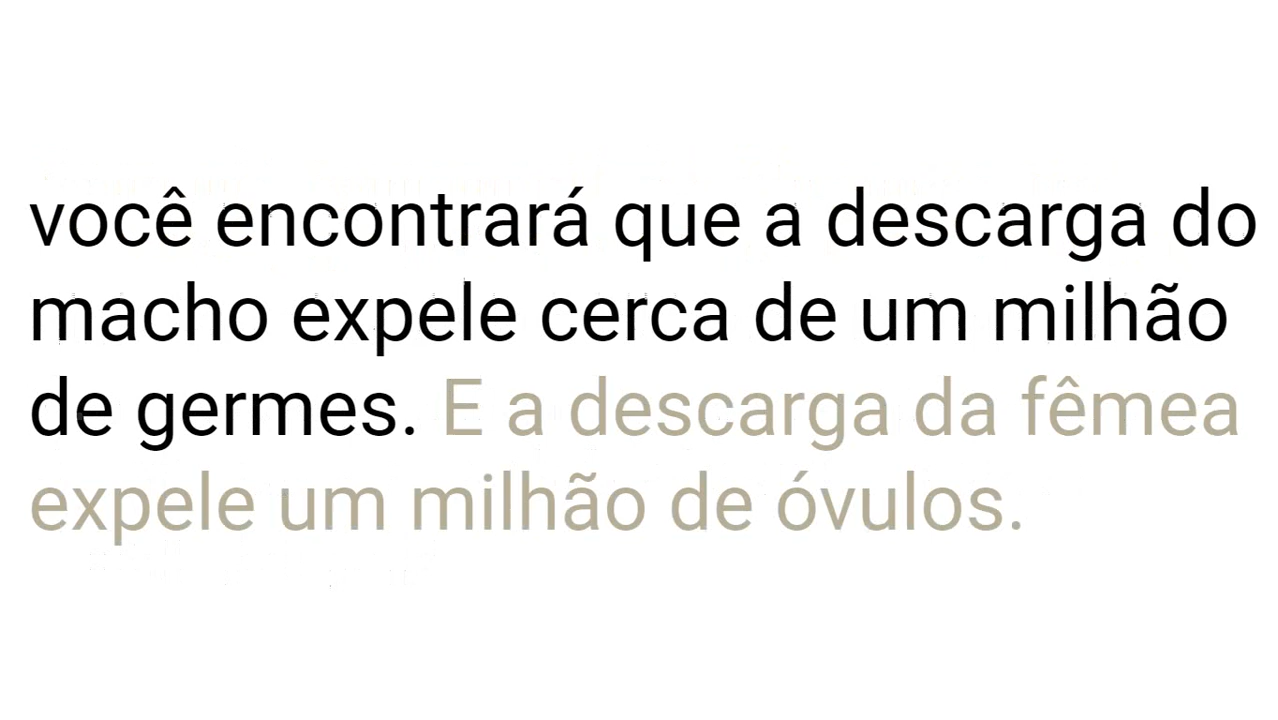 você encontrará que a descarga do
macho expele cerca de um milhão
de germes. E a descarga da fêmea
expele um milhão de óvulos.